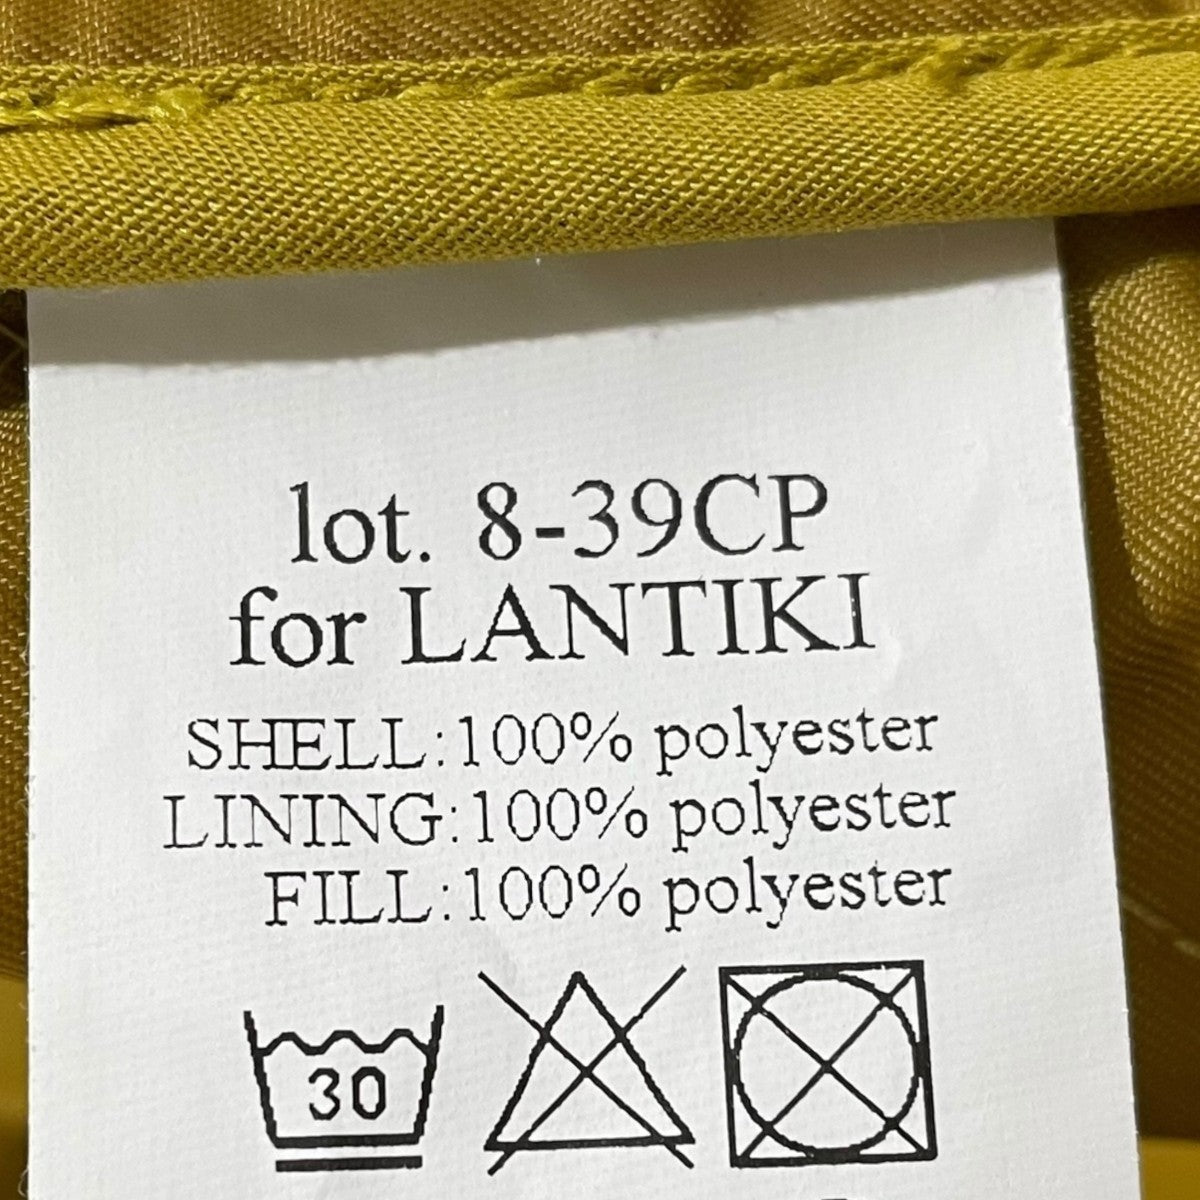 lot. 8-39CP
for LANTIKI
SHELL:100% polyester
LINING:100% polyester
FILL:100% polyester
30